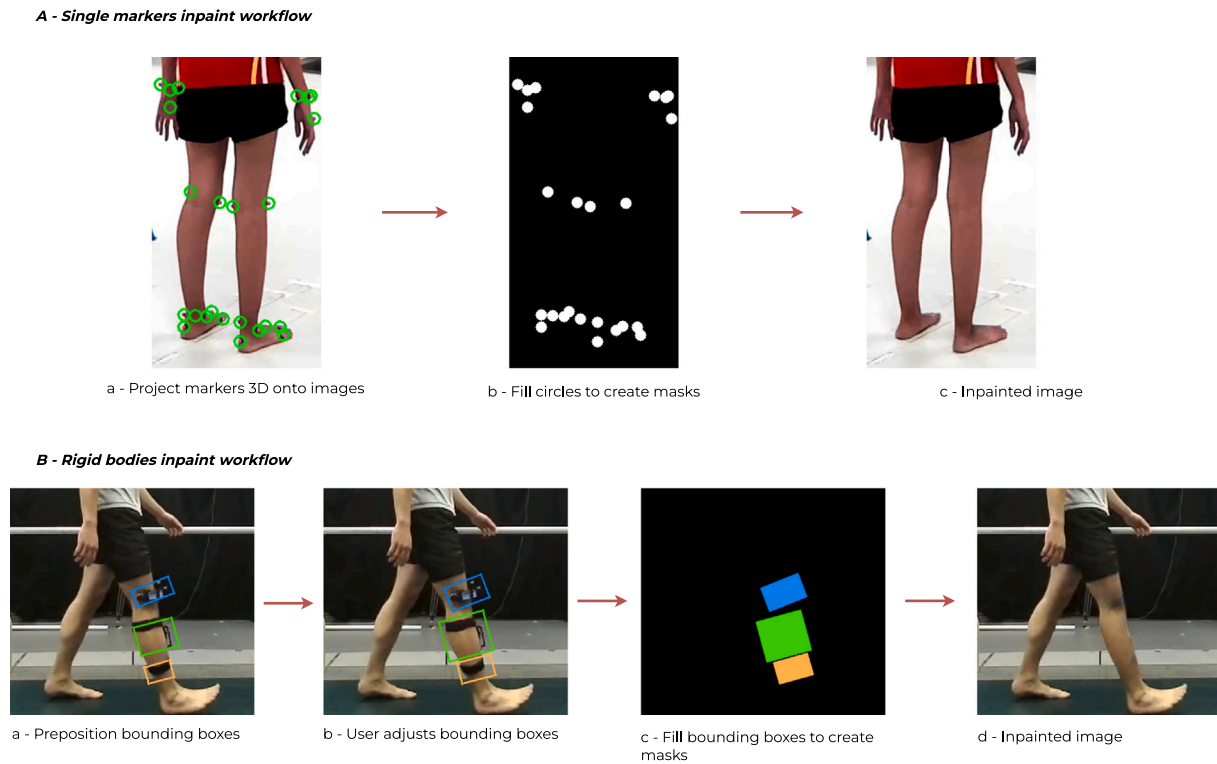 A - Single markers inpaint workflow
a - Project markers 3D onto images
b - Fill circles to create masks
c - Inpainted image
B - Rigid bodies inpaint workflow
a - Preposition bounding boxes
b - User adjusts bounding boxes
c - Fill bounding boxes to create
masks
d - Inpainted image